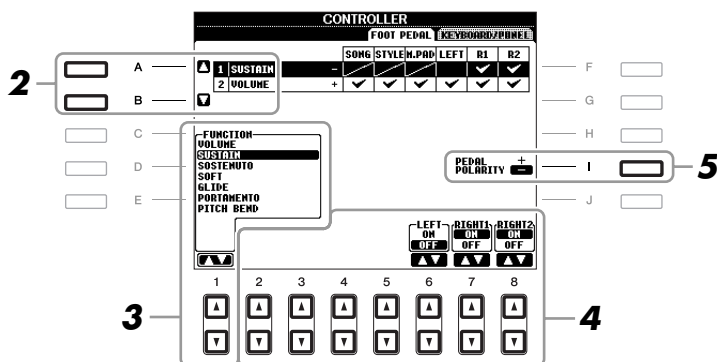 CONTROLLER
FOOT PEDAL KEYBOARD/PANEL
SONG STYLE M.PAD LEFT R1 R2
1 SUSTAIN −
2 VOLUME +
2
A
B
C
D
E
F
G
H
I
J
FUNCTION
VOLUME
SUSTAIN
SOSTENUTO
SOFT
GLIDE
PORTAMENTO
PITCH BEND
PEDAL POLARITY + −
5
LEFT RIGHT1 RIGHT2
ON ON ON
OFF OFF OFF
1 2 3 4 5 6 7 8
3
4